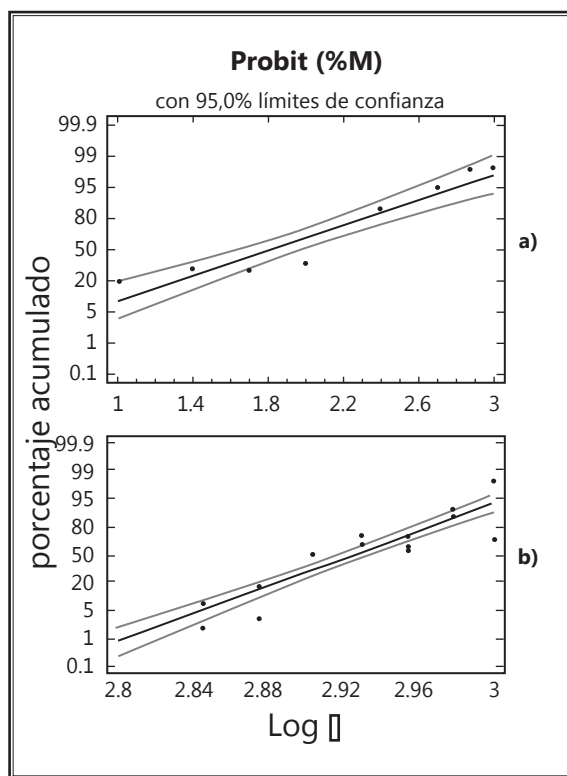 Probit (%M)
con 95,0% límites de confianza
porcentaje acumulado
99.9
99
95
80
50
20
5
1
0.1
1 1.4 1.8 2.2 2.6 3
a)
99.9
99
95
80
50
20
5
1
0.1
2.8 2.84 2.88 2.92 2.96 3
b)
Log []